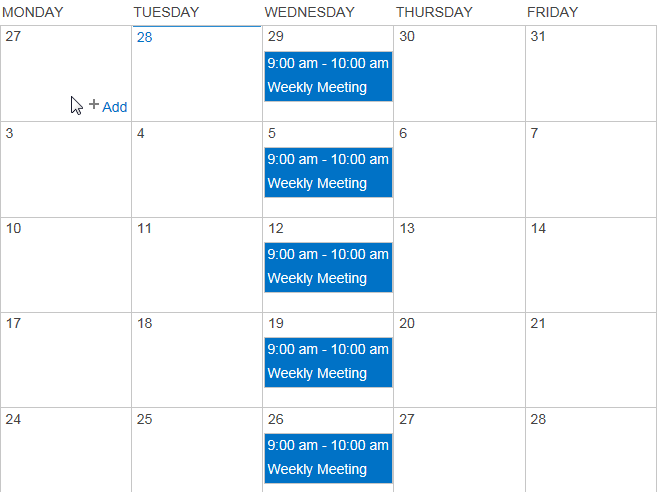 MONDAY TUESDAY WEDNESDAY THURSDAY FRIDAY
27 28 29 30 31
9:00 am - 10:00 am
Weekly Meeting
+ Add
3 4 5 6 7
9:00 am - 10:00 am
Weekly Meeting
10 11 12 13 14
9:00 am - 10:00 am
Weekly Meeting
17 18 19 20 21
9:00 am - 10:00 am
Weekly Meeting
24 25 26 27 28
9:00 am - 10:00 am
Weekly Meeting